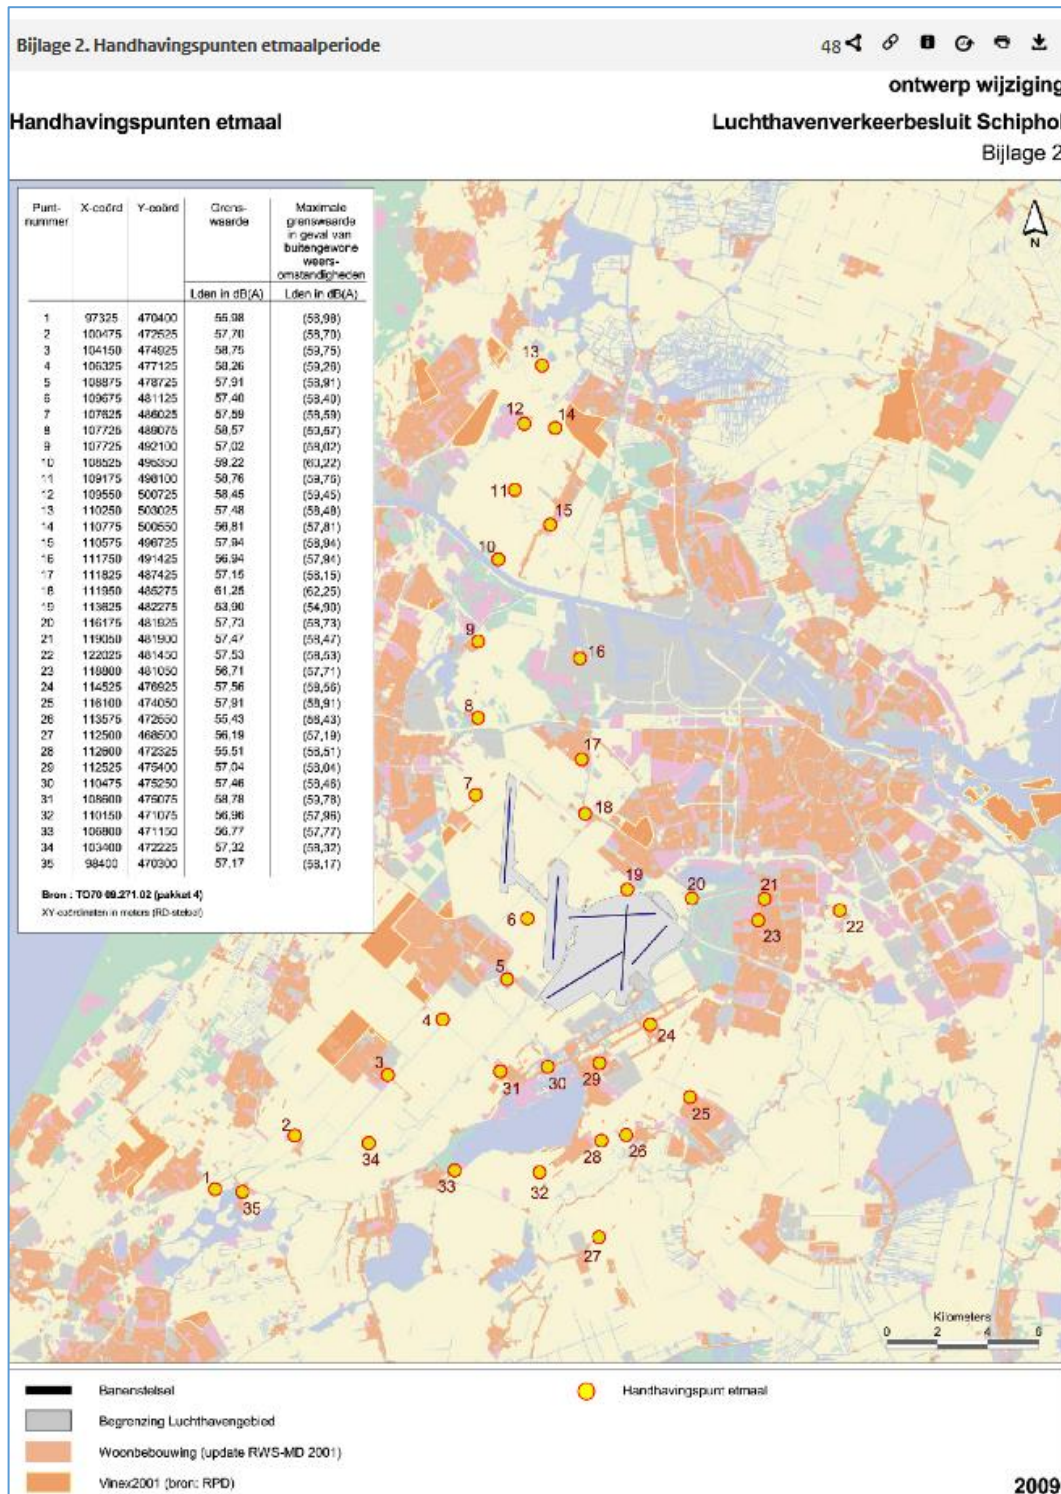 Bijlage 2. Handhavingspunten etmaalperiode
48
ontwerp wijziging
Handhavingspunten etmaal
Luchthavenverkeerbesluit Schiphol
Bijlage 2
Punt-nummer X-coörd Y-coörd Grens-waarde Maximale grenswaarde in geval van buitengewone weers-omstandigheden
Lden in dB(A) Lden in dB(A)
1 97325 470400 55,98 (56,98)
2 100475 472525 57,70 (58,70)
3 104150 474925 58,75 (59,75)
4 106325 477125 58,26 (59,26)
5 108875 478725 57,91 (58,91)
6 109675 481125 57,40 (58,40)
7 107625 486025 57,59 (58,59)
8 107725 489075 58,57 (59,57)
9 107725 492100 57,02 (58,02)
10 108525 495350 59,22 (60,22)
11 109175 498100 58,76 (59,76)
12 109550 500725 58,45 (59,45)
13 110250 503025 57,48 (58,48)
14 110775 500550 56,81 (57,81)
15 110575 496725 57,94 (58,94)
16 111750 491425 56,94 (57,94)
17 111825 487425 57,15 (58,15)
18 111950 485275 61,25 (62,25)
19 113625 482275 53,90 (54,90)
20 116175 481925 57,73 (58,73)
21 119050 481900 57,47 (58,47)
22 122025 481450 57,53 (58,53)
23 118800 481050 56,71 (57,71)
24 114525 476925 57,56 (58,56)
25 116100 474050 57,91 (58,91)
26 113575 472550 55,43 (56,43)
27 112500 468500 56,19 (57,19)
28 112600 472325 55,51 (56,51)
29 112525 475400 57,04 (58,04)
30 110475 475250 57,46 (58,46)
31 108600 475075 58,78 (59,78)
32 110150 471075 56,96 (57,96)
33 106800 471150 56,77 (57,77)
34 103400 472225 57,32 (58,32)
35 98400 470300 57,17 (58,17)
Bron : TO70 09.271.02 (pakket 4)
XY-coördinaten in meters (RD-stelsel)
N
13
12
14
11
15
10
9
16
8
17
7
18
19
20
21
22
23
6
5
4
24
3
31
30
29
25
2
34
28
26
33
32
1
35
27
Kilometers
0 2 4 6
Banenstelsel
Handhavingspunt etmaal
Begrenzing Luchthavengebied
Woonbebouwing (update RWS-MD 2001)
Vinex2001 (bron: RPD)
2009